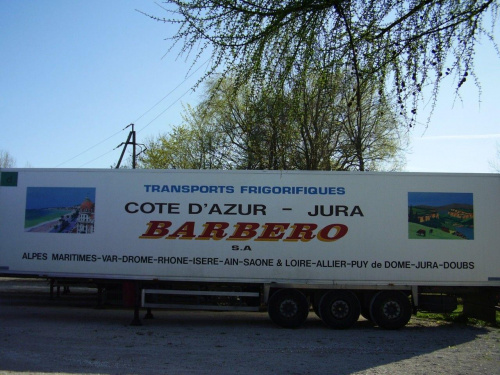 TRANSPORTS FRIGORIFIQUES
COTE D'AZUR - JURA
BARBERO
S.A
ALPES MARITIMES-VAR-DROME-RHONE-ISERE-AIN-SAONE & LOIRE-ALLIER-PUY de DOME-JURA-DOUBS